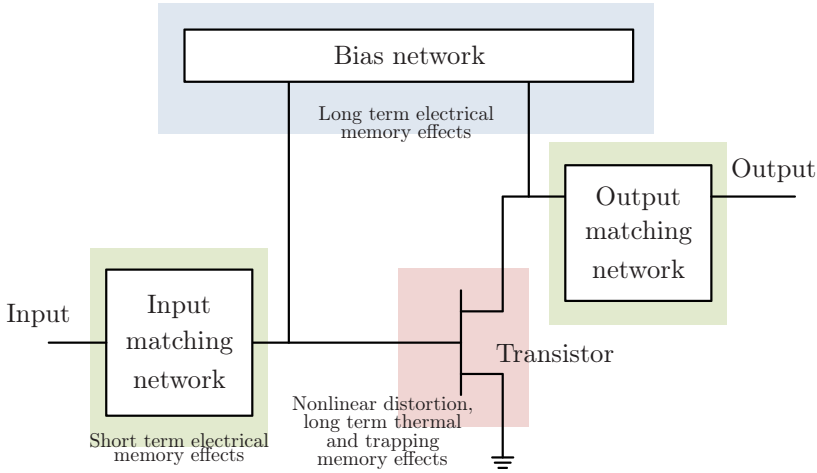 Bias network
Long term electrical
memory effects
Output
Output
matching
network
Input
Input
matching
network
Transistor
Nonlinear distortion,
long term thermal
and trapping
memory effects
Short term electrical
memory effects